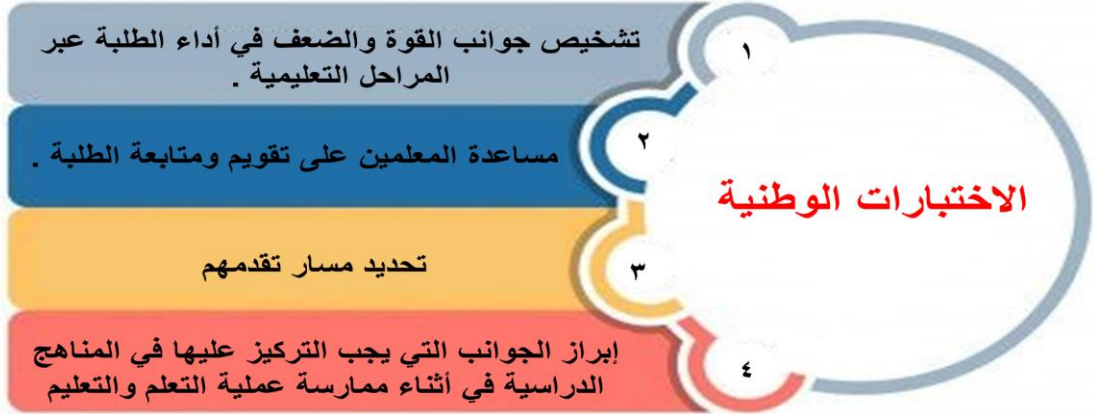 الاختبارات الوطنية
١
تشخيص جوانب القوة والضعف في أداء الطلبة عبر
المراحل التعليمية .
٢
مساعدة المعلمين على تقويم ومتابعة الطلبة .
٣
تحديد مسار تقدمهم
٤
إبراز الجوانب التي يجب التركيز عليها في المناهج
الدراسية في أثناء ممارسة عملية التعلم والتعليم